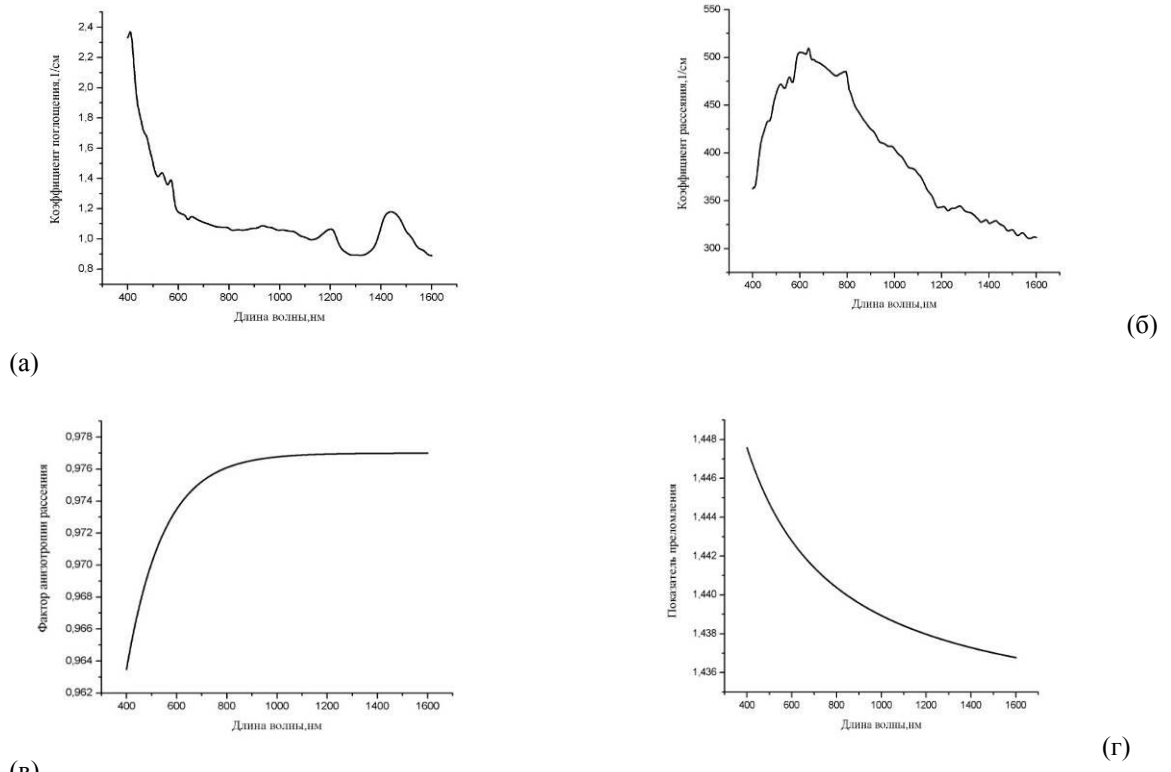 2,4
2,2
2,0
1,8
1,6
1,4
1,2
1,0
0,8
Коэффициент поглощения,1/см
400 600 800 1000 1200 1400 1600
Длина волны,нм
(а)
550
500
450
400
350
300
Коэффициент рассеяния,1/см
400 600 800 1000 1200 1400 1600
Длина волны,нм
(б)
0,978
0,976
0,974
0,972
0,970
0,968
0,966
0,964
0,962
Фактор анизотропии рассеяния
400 600 800 1000 1200 1400 1600
Длина волны,нм
(в)
1,448
1,446
1,444
1,442
1,440
1,438
1,436
Показатель преломления
400 600 800 1000 1200 1400 1600
Длина волны,нм
(г)